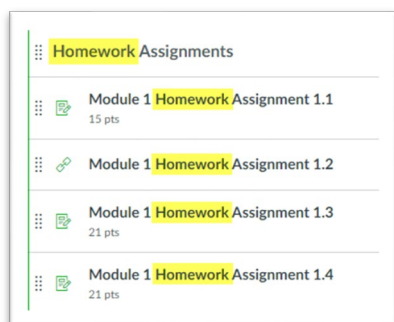 Homework Assignments
Module 1 Homework Assignment 1.1
15 pts
Module 1 Homework Assignment 1.2
Module 1 Homework Assignment 1.3
21 pts
Module 1 Homework Assignment 1.4
21 pts